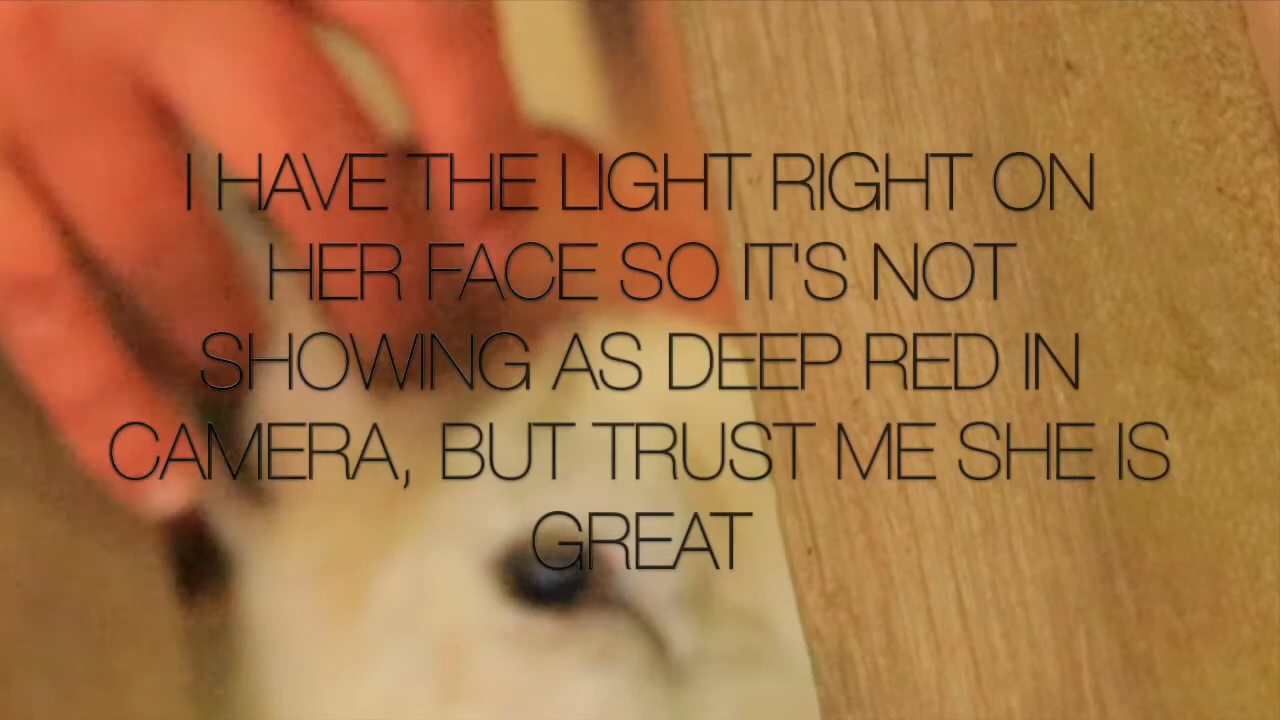 I HAVE THE LIGHT RIGHT ON
HER FACE SO IT'S NOT
SHOWING AS DEEP RED IN
CAMERA, BUT TRUST ME SHE IS
GREAT